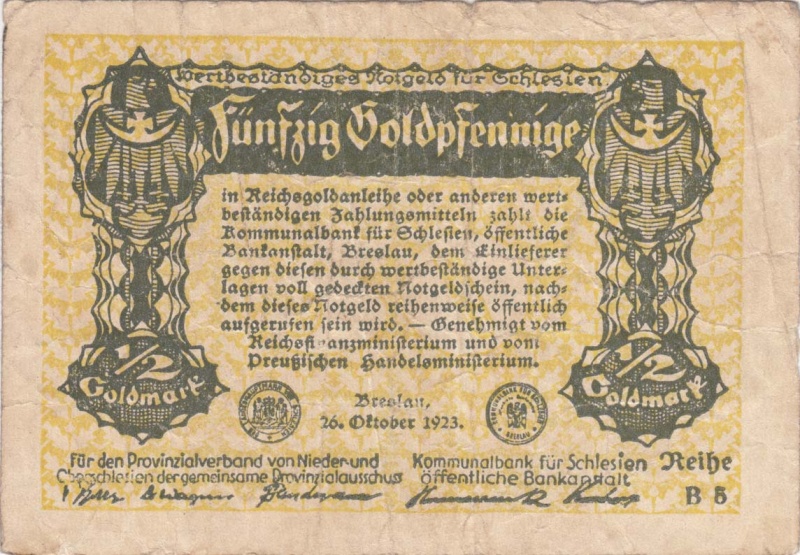 Wertbeständiges Notgeld für Schlesien
Fünfzig Goldpfennige
in Reichsgoldanleihe oder anderen wert-
beständigen Zahlungsmitteln zahlt die
Kommunalbank für Schlesien, öffentliche
Bankanstalt, Breslau, dem Einlieferer
gegen diesen durch wertbeständige Unter-
lagen voll gedeckten Notgeldschein, nach-
dem dieses Notgeld reihenweise öffentlich
aufgerufen sein wird. — Genehmigt vom
Reichsfinanzministerium und vom
Preußischen Handelsministerium.
1/2
Goldmark
1/2
Goldmark
Breslau,
26. Oktober 1923.
Für den Provinzialverband von Nieder- und
Oberschlesien der gemeinsame Provinzialausschuss
Kommunalbank für Schlesien
öffentliche Bankanstalt
Reihe
B 5